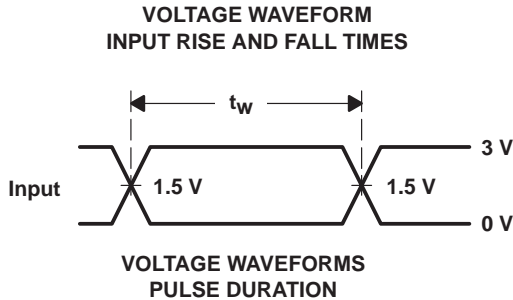 VOLTAGE WAVEFORM
INPUT RISE AND FALL TIMES
tw
3 V
Input
1.5 V
1.5 V
0 V
VOLTAGE WAVEFORMS
PULSE DURATION